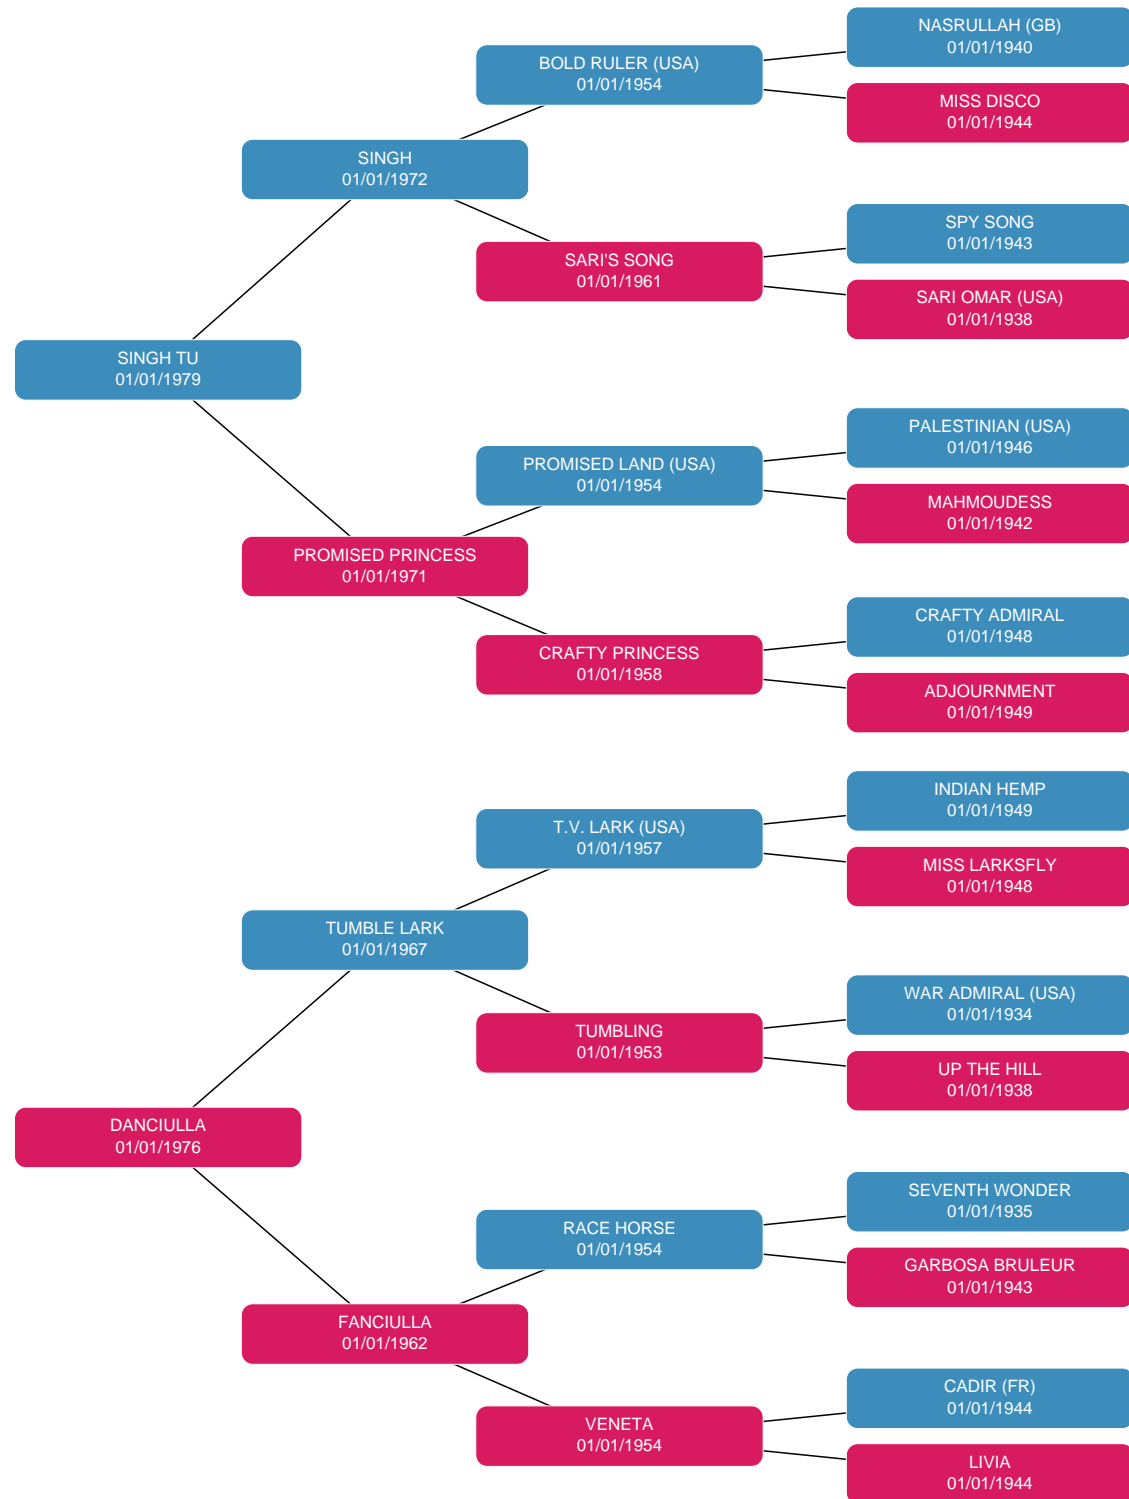 NASRULLAH (GB)
01/01/1940
BOLD RULER (USA)
01/01/1954
MISS DISCO
01/01/1944
SINGH
01/01/1972
SPY SONG
01/01/1943
SARI'S SONG
01/01/1961
SARI OMAR (USA)
01/01/1938
SINGH TU
01/01/1979
PALESTINIAN (USA)
01/01/1946
PROMISED LAND (USA)
01/01/1954
MAHMOUDESS
01/01/1942
PROMISED PRINCESS
01/01/1971
CRAFTY ADMIRAL
01/01/1948
CRAFTY PRINCESS
01/01/1958
ADJOURNMENT
01/01/1949
INDIAN HEMP
01/01/1949
T.V. LARK (USA)
01/01/1957
MISS LARKSFLY
01/01/1948
TUMBLE LARK
01/01/1967
WAR ADMIRAL (USA)
01/01/1934
TUMBLING
01/01/1953
UP THE HILL
01/01/1938
DANCIULLA
01/01/1976
SEVENTH WONDER
01/01/1935
RACE HORSE
01/01/1954
GARBOSA BRULEUR
01/01/1943
FANCIULLA
01/01/1962
CADIR (FR)
01/01/1944
VENETA
01/01/1954
LIVIA
01/01/1944